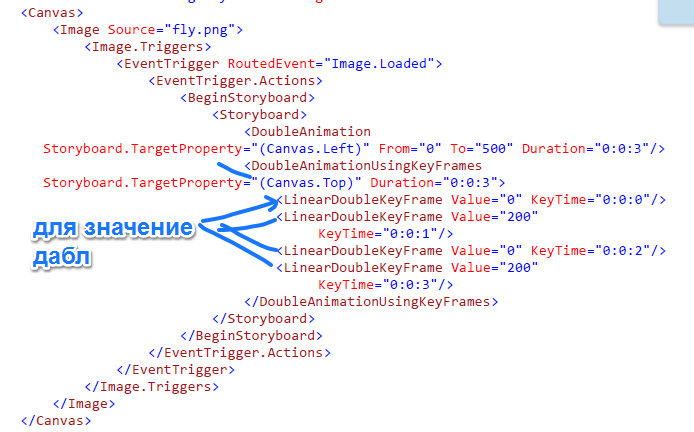 <Canvas>
<Image Source="fly.png">
<Image.Triggers>
<EventTrigger RoutedEvent="Image.Loaded">
<EventTrigger.Actions>
<BeginStoryboard>
<Storyboard>
<DoubleAnimation
Storyboard.TargetProperty="(Canvas.Left)" From="0" To="500" Duration="0:0:3"/>
<DoubleAnimationUsingKeyFrames
Storyboard.TargetProperty="(Canvas.Top)" Duration="0:0:3">
<LinearDoubleKeyFrame Value="0" KeyTime="0:0:0"/>
<LinearDoubleKeyFrame Value="200"
KeyTime="0:0:1"/>
<LinearDoubleKeyFrame Value="0" KeyTime="0:0:2"/>
<LinearDoubleKeyFrame Value="200"
KeyTime="0:0:3"/>
</DoubleAnimationUsingKeyFrames>
</Storyboard>
</BeginStoryboard>
</EventTrigger.Actions>
</EventTrigger>
</Image.Triggers>
</Image>
</Canvas>
для значение
дабл